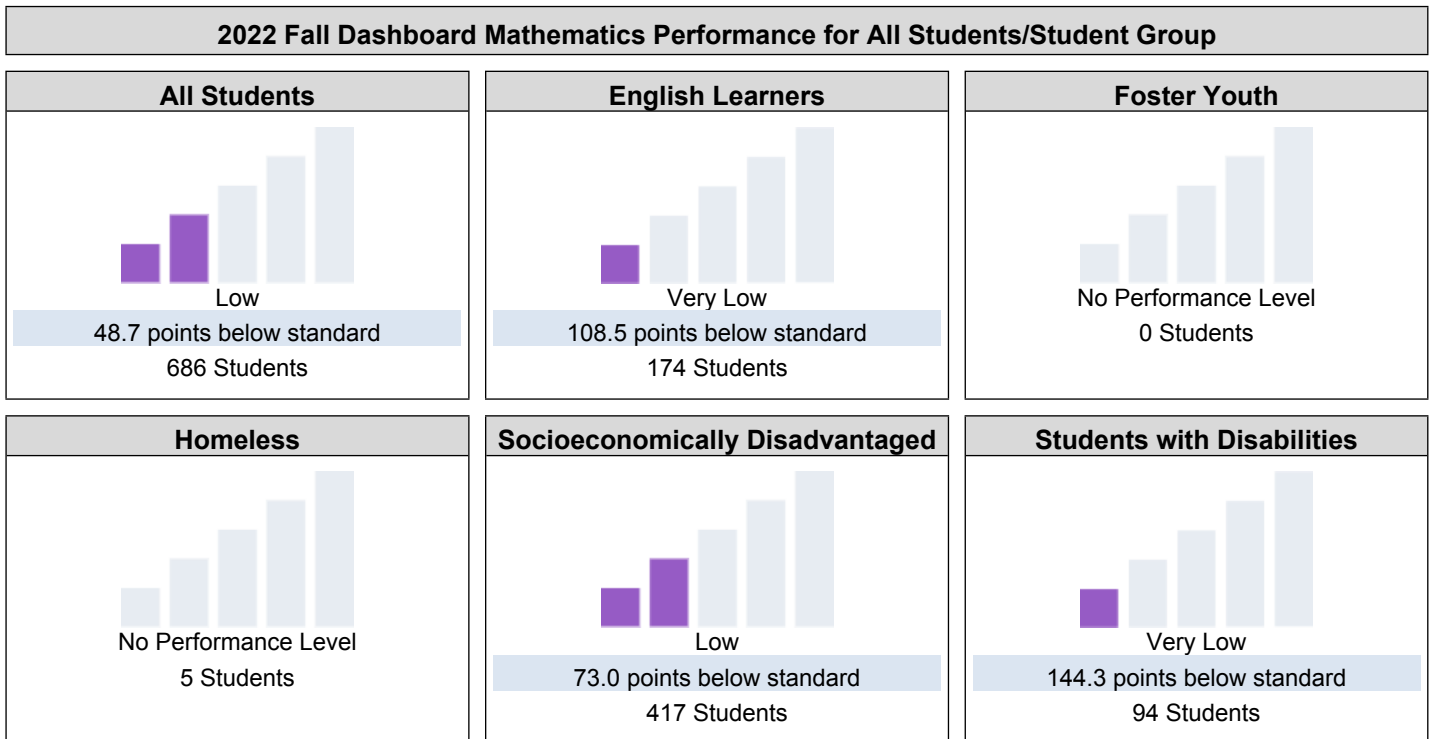 2022 Fall Dashboard Mathematics Performance for All Students/Student Group
All Students
Low
48.7 points below standard
686 Students
English Learners
Very Low
108.5 points below standard
174 Students
Foster Youth
No Performance Level
0 Students
Homeless
No Performance Level
5 Students
Socioeconomically Disadvantaged
Low
73.0 points below standard
417 Students
Students with Disabilities
Very Low
144.3 points below standard
94 Students